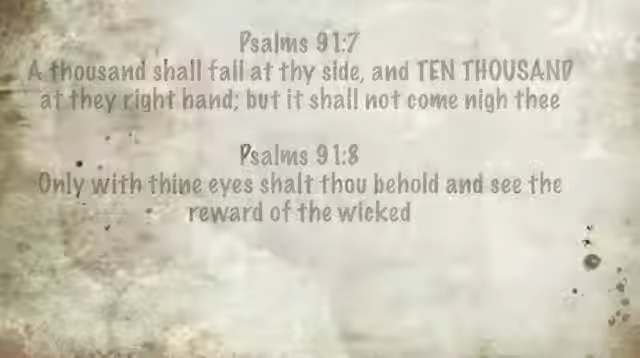 Psalms 91:7
A thousand shall fall at thy side, and TEN THOUSAND
at they right hand; but it shall not come nigh thee
Psalms 91:8
Only with thine eyes shalt thou behold and see the
reward of the wicked